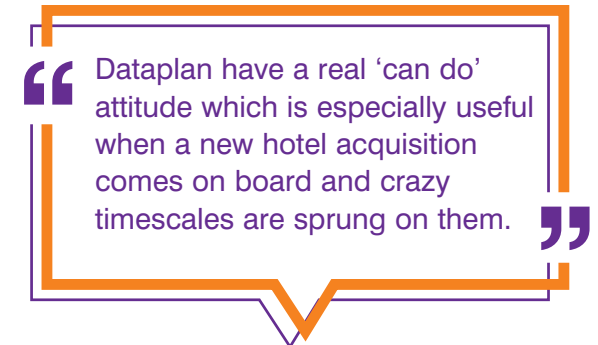 “Dataplan have a real ‘can do’
attitude which is especially useful
when a new hotel acquisition
comes on board and crazy
timescales are sprung on them.”